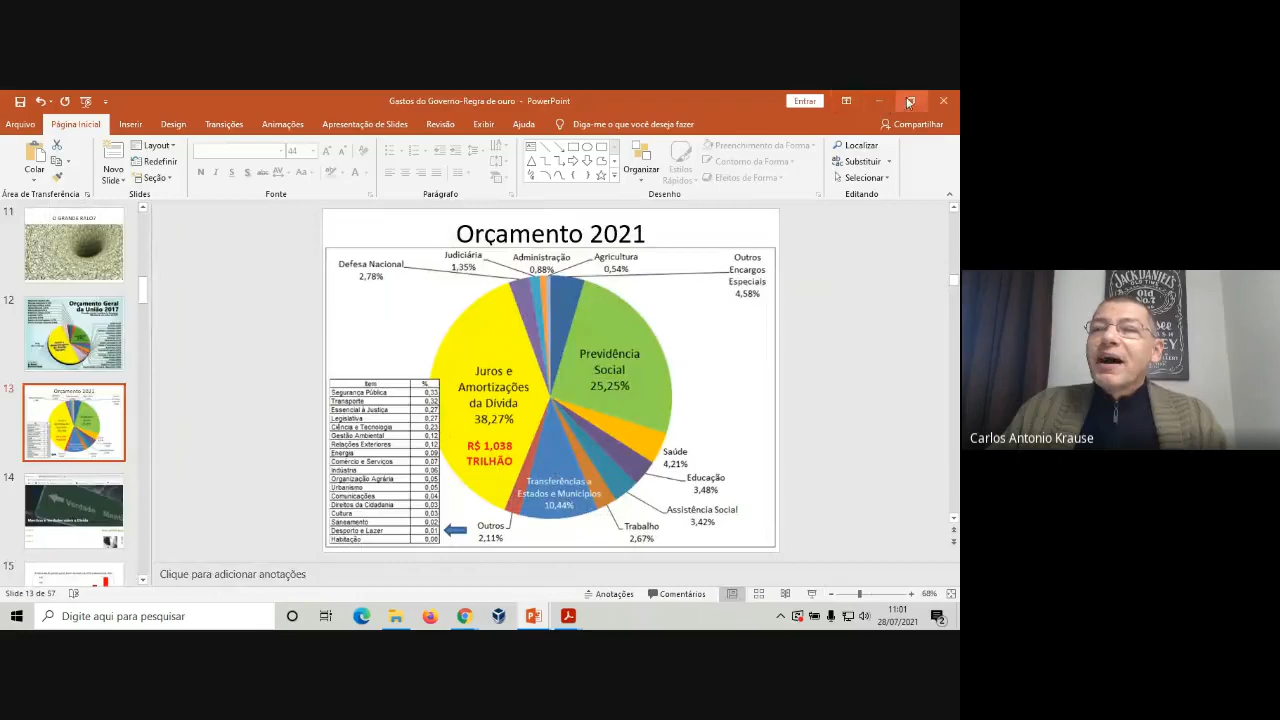 Gastos do Governo-Regra de ouro - PowerPoint
Entrar
Arquivo
Página Inicial
Inserir
Design
Transições
Animações
Apresentação de Slides
Revisão
Exibir
Ajuda
Diga-me o que você deseja fazer
Compartilhar
Colar
Novo
Slide
Layout
Redefinir
Seção
44
N I S S abc AV Aa A
Organizar
Estilos
Rápidos
Preenchimento da Forma
Contorno da Forma
Efeitos de Forma
Localizar
Substituir
Selecionar
Área de Transferência
Slides
Fonte
Parágrafo
Desenho
Editando
11
O GRANDE RALO?
12
Orçamento Geral
da União 2017
13
Orçamento 2021
14
15
Orçamento 2021
Defesa Nacional
2,78%
Judiciária
1,35%
Administração
0,88%
Agricultura
0,54%
Outros
Encargos
Especiais
4,58%
Previdência
Social
25,25%
Juros e
Amortizações
da Dívida
38,27%
R$ 1,038
TRILHÃO
Saúde
4,21%
Educação
3,48%
Assistência Social
3,42%
Trabalho
2,67%
Transferências a
Estados e Municípios
10,44%
Outros
2,11%
Item %
Segurança Pública 0,33
Transporte 0,32
Essencial à Justiça 0,27
Legislativa 0,27
Ciência e Tecnologia 0,23
Gestão Ambiental 0,12
Relações Exteriores 0,12
Energia 0,09
Comércio e Serviços 0,07
Indústria 0,06
Organização Agrária 0,05
Urbanismo 0,05
Comunicações 0,04
Direitos da Cidadania 0,03
Cultura 0,03
Saneamento 0,02
Desporto e Lazer 0,01
Habitação 0,00
Clique para adicionar anotações
Slide 13 de 57
Anotações
Comentários
68%
Digite aqui para pesquisar
11:01
28/07/2021
2
JACK DANIEL'S
Carlos Antonio Krause